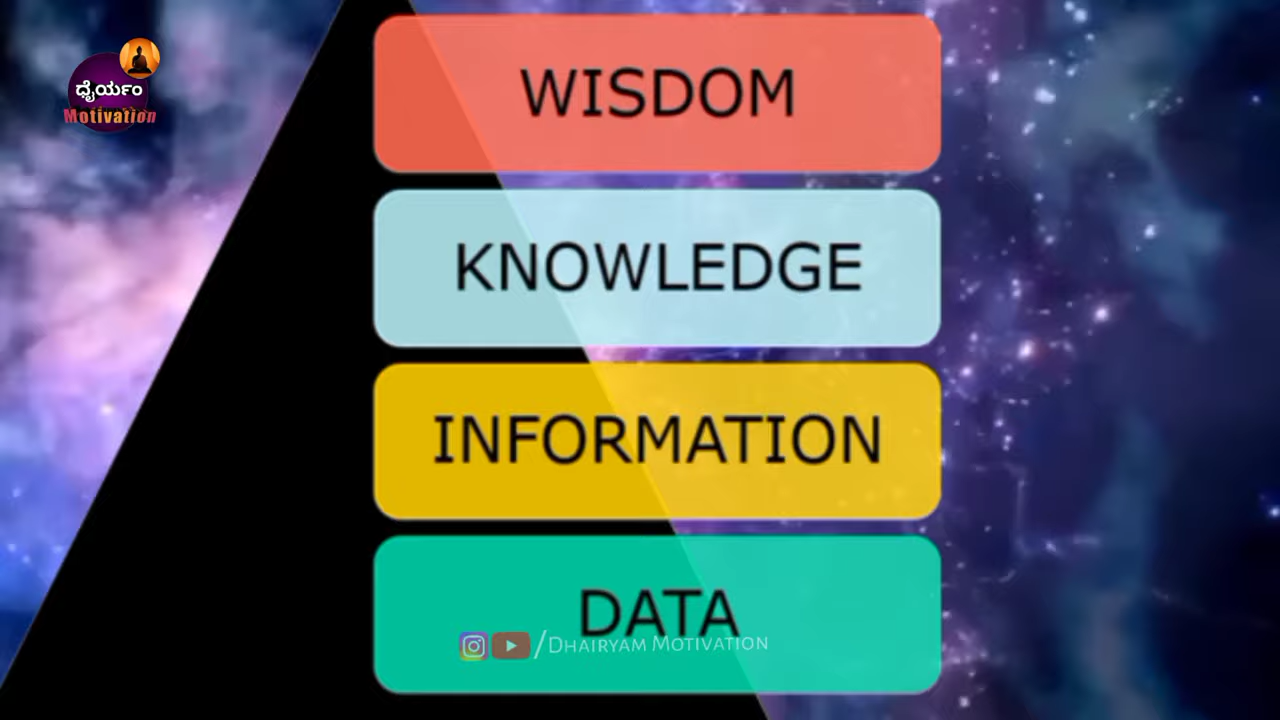 ಧೈರ್ಯಂ
Motivation
WISDOM
KNOWLEDGE
INFORMATION
DATA
/DHAIRYAM MOTIVATION